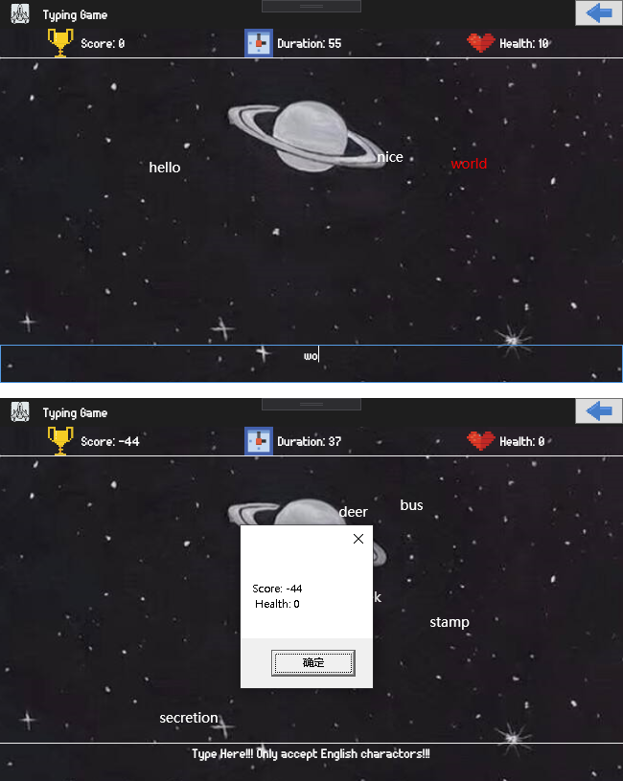 Typing Game
Score: 0 Duration: 55 Health: 10
nice
hello world
wo
Typing Game
Score: -44 Duration: 37 Health: 0
bus
deer
Score: -44
Health: 0
k
stamp
确定
secretion
Type Here!!! Only accept English charactors!!!